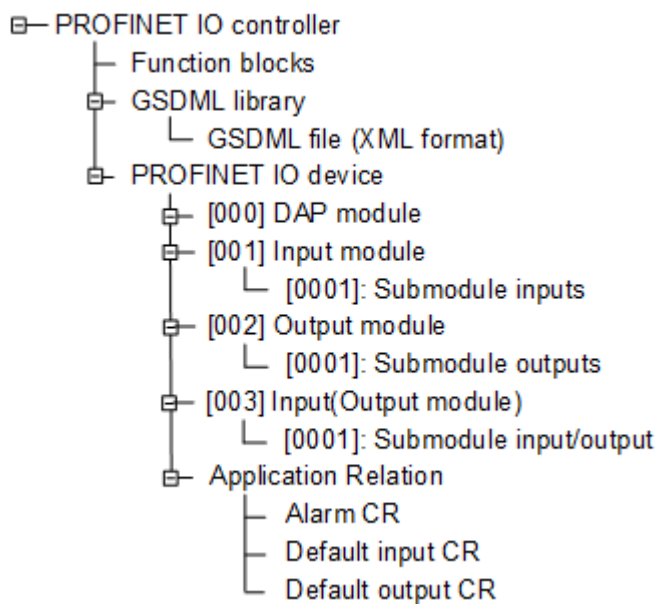 PROFINET IO controller
Function blocks
GSDML library
GSDML file (XML format)
PROFINET IO device
[000] DAP module
[001] Input module
[0001]: Submodule inputs
[002] Output module
[0001]: Submodule outputs
[003] Input(Output module)
[0001]: Submodule input/output
Application Relation
Alarm CR
Default input CR
Default output CR